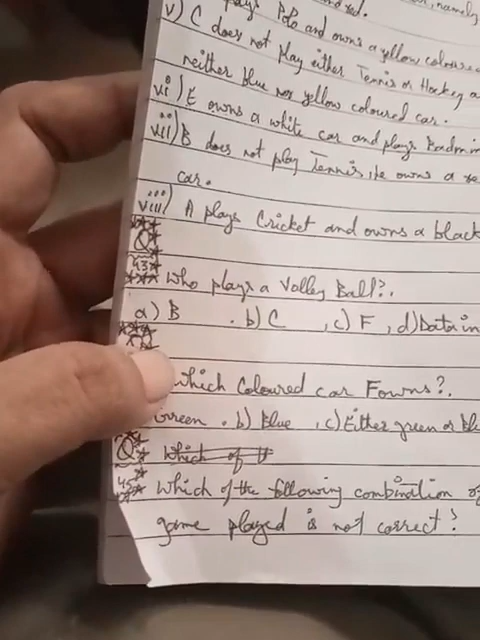 Polo and owns a yellow coloured
v) C does not play either Tennis or Hockey a
neither blue nor yellow coloured car.
vi) E owns a white car and plays Badmin
vii) B does not play Tennis, He owns a re
car.
viii) A plays Cricket and owns a black
Q
43
Who plays a Volley Ball?.
a) B . b) C , c) F , d) Data in
which Coloured car F owns?.
Green . b) Blue , c) Either green or Bl
Q
which of the following combination of
game played is not correct?